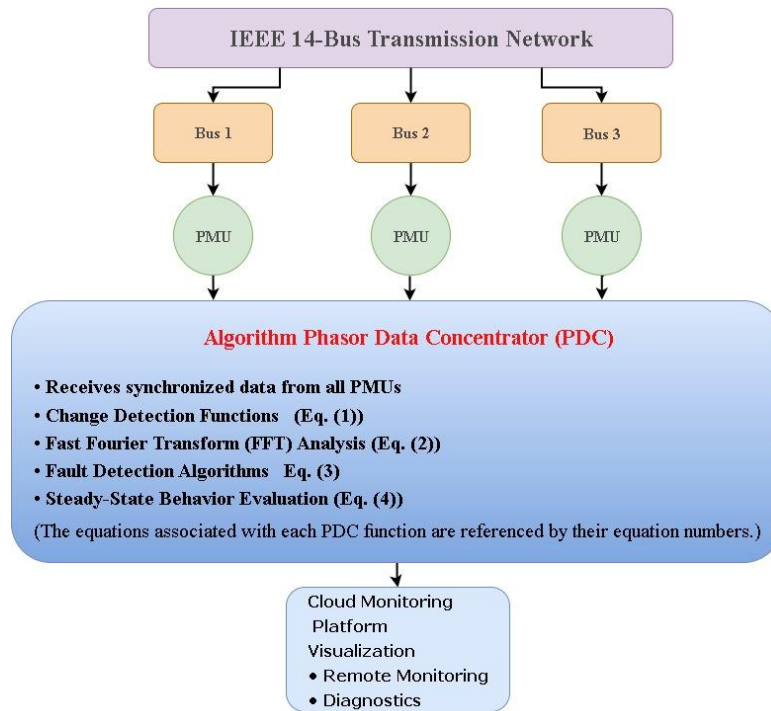 IEEE 14-Bus Transmission Network
Bus 1
Bus 2
Bus 3
PMU
PMU
PMU
Algorithm Phasor Data Concentrator (PDC)
• Receives synchronized data from all PMUs
• Change Detection Functions (Eq. (1))
• Fast Fourier Transform (FFT) Analysis (Eq. (2))
• Fault Detection Algorithms Eq. (3)
• Steady-State Behavior Evaluation (Eq. (4))
(The equations associated with each PDC function are referenced by their equation numbers.)
Cloud Monitoring
Platform
Visualization
• Remote Monitoring
• Diagnostics